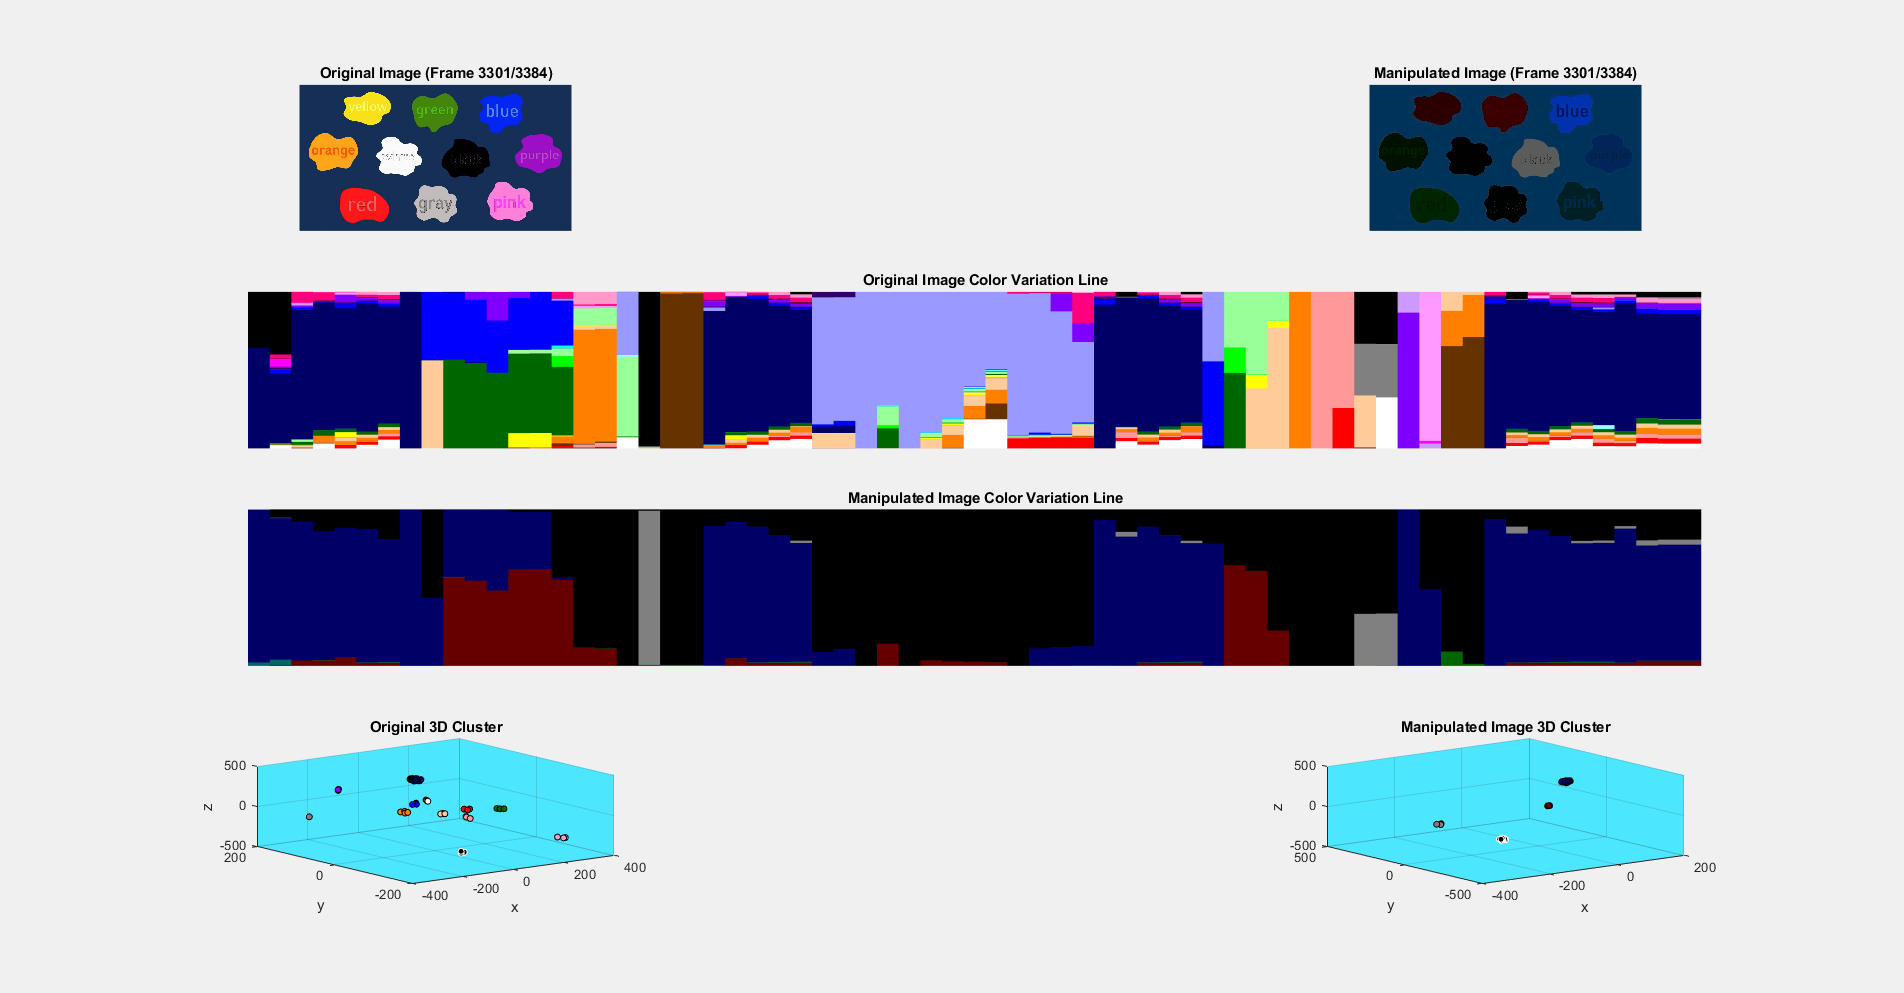 Original Image (Frame 3301/3384)
Manipulated Image (Frame 3301/3384)
yellow
green
blue
orange
black
purple
red
gray
pink
blue
orange
black
purple
red
pink
Original Image Color Variation Line
Manipulated Image Color Variation Line
Original 3D Cluster
500
0
-500
z
200
0
-200
y
-400
-200
0
200
400
x
Manipulated Image 3D Cluster
500
0
-500
z
500
0
-500
y
-400
-200
0
200
x